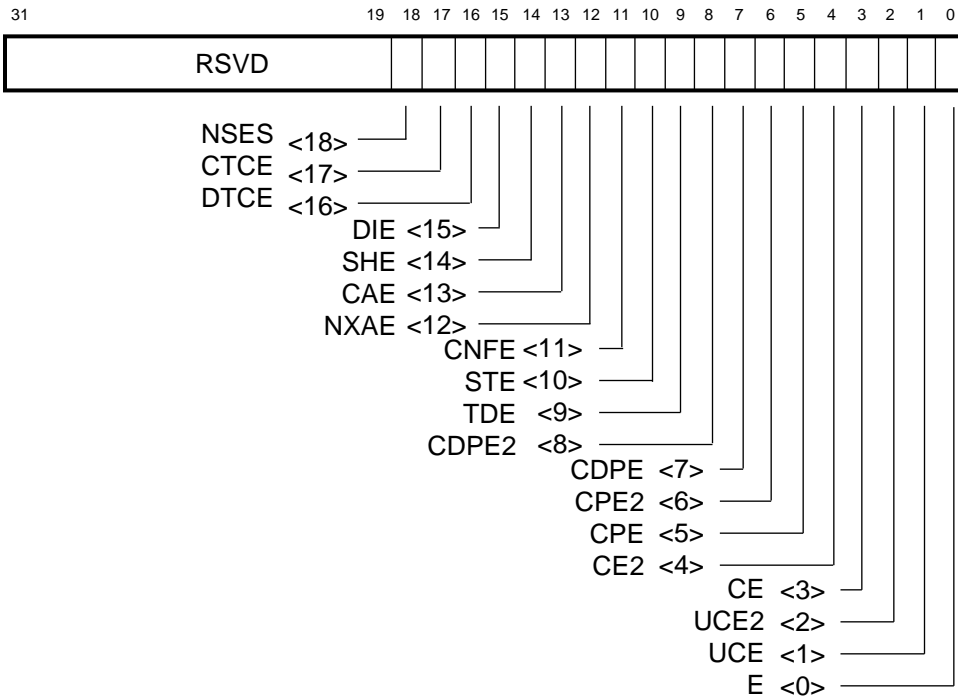 31 19 18 17 16 15 14 13 12 11 10 9 8 7 6 5 4 3 2 1 0
RSVD
NSES <18>
CTCE <17>
DTCE <16>
DIE <15>
SHE <14>
CAE <13>
NXAE <12>
CNFE <11>
STE <10>
TDE <9>
CDPE2 <8>
CDPE <7>
CPE2 <6>
CPE <5>
CE2 <4>
CE <3>
UCE2 <2>
UCE <1>
E <0>